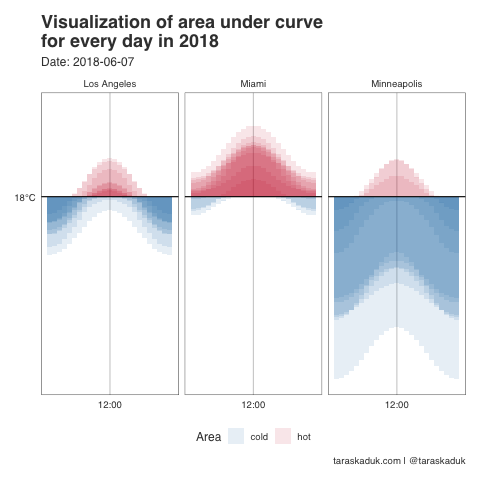 Visualization of area under curve
for every day in 2018
Date: 2018-06-07
Los Angeles
Miami
Minneapolis
18°C
12:00
12:00
12:00
Area
cold
hot
taraskaduk.com | @taraskaduk